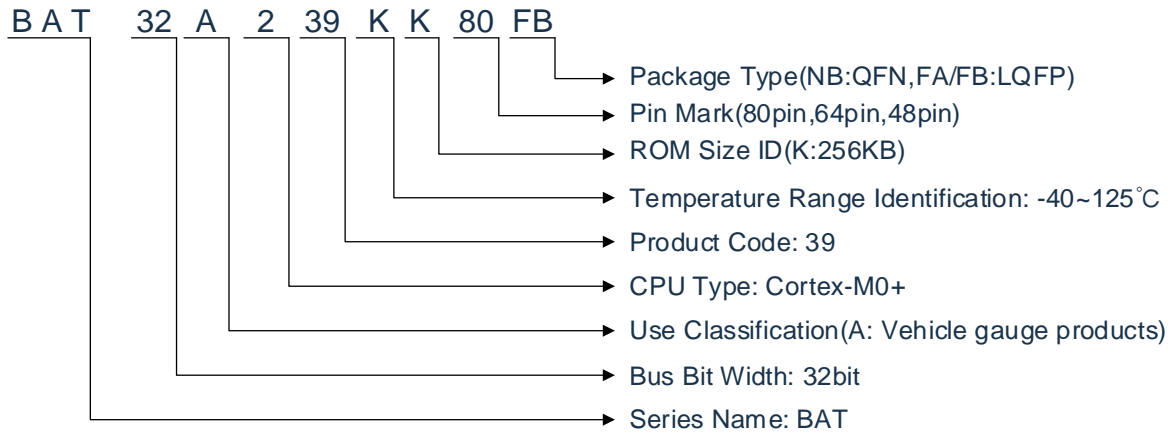 BAT 32 A 2 39 K K 80 FB
Package Type(NB:QFN,FA/FB:LQFP)
Pin Mark(80pin,64pin,48pin)
ROM Size ID(K:256KB)
Temperature Range Identification: -40~125℃
Product Code: 39
CPU Type: Cortex-M0+
Use Classification(A: Vehicle gauge products)
Bus Bit Width: 32bit
Series Name: BAT